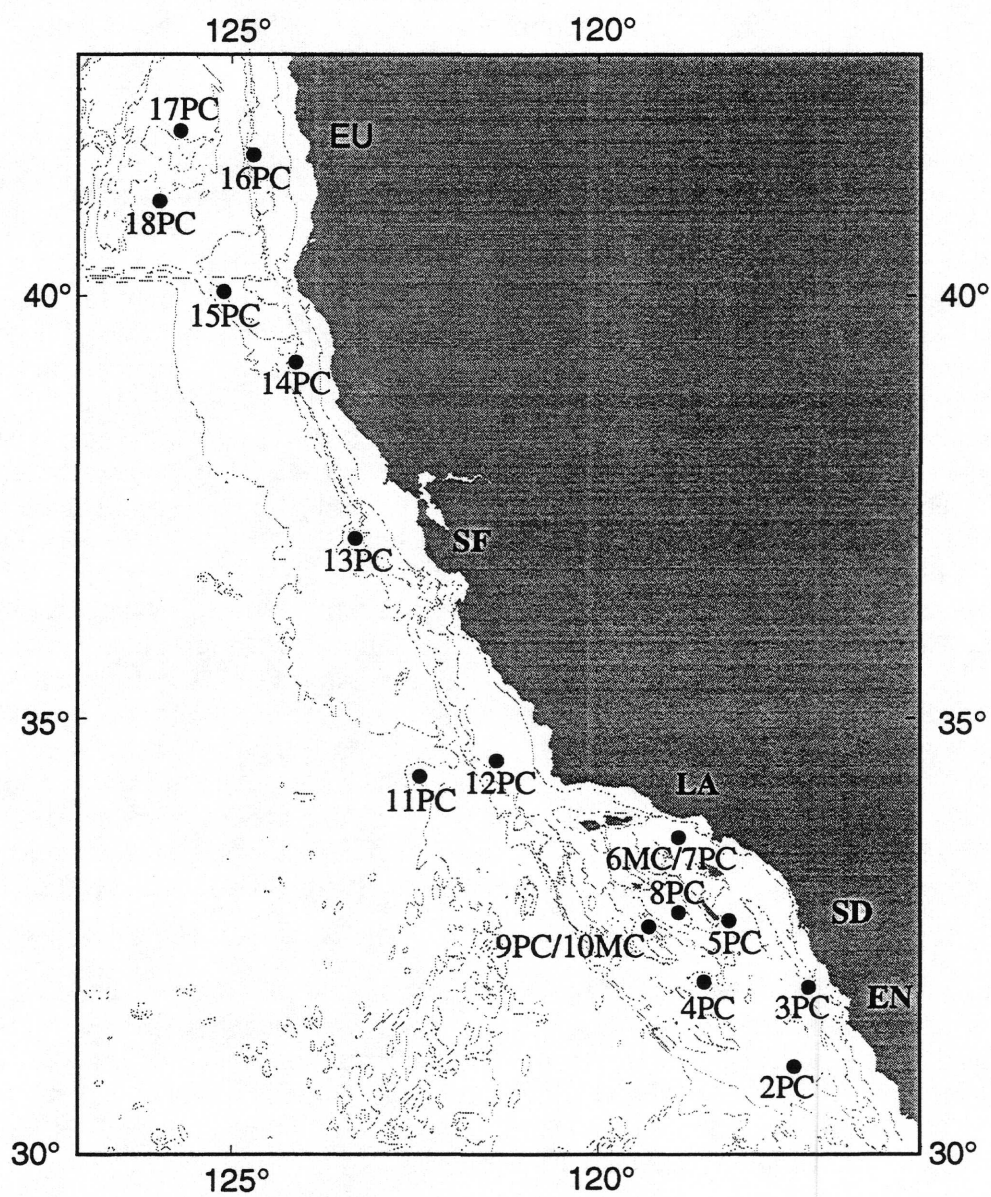 125° 120°
17PC
EU
16PC
18PC
40° 40°
15PC
14PC
SF
13PC
35° 35°
12PC
LA
11PC
6MC/7PC
8PC
SD
5PC
9PC/10MC
EN
4PC 3PC
2PC
30° 30°
125° 120°